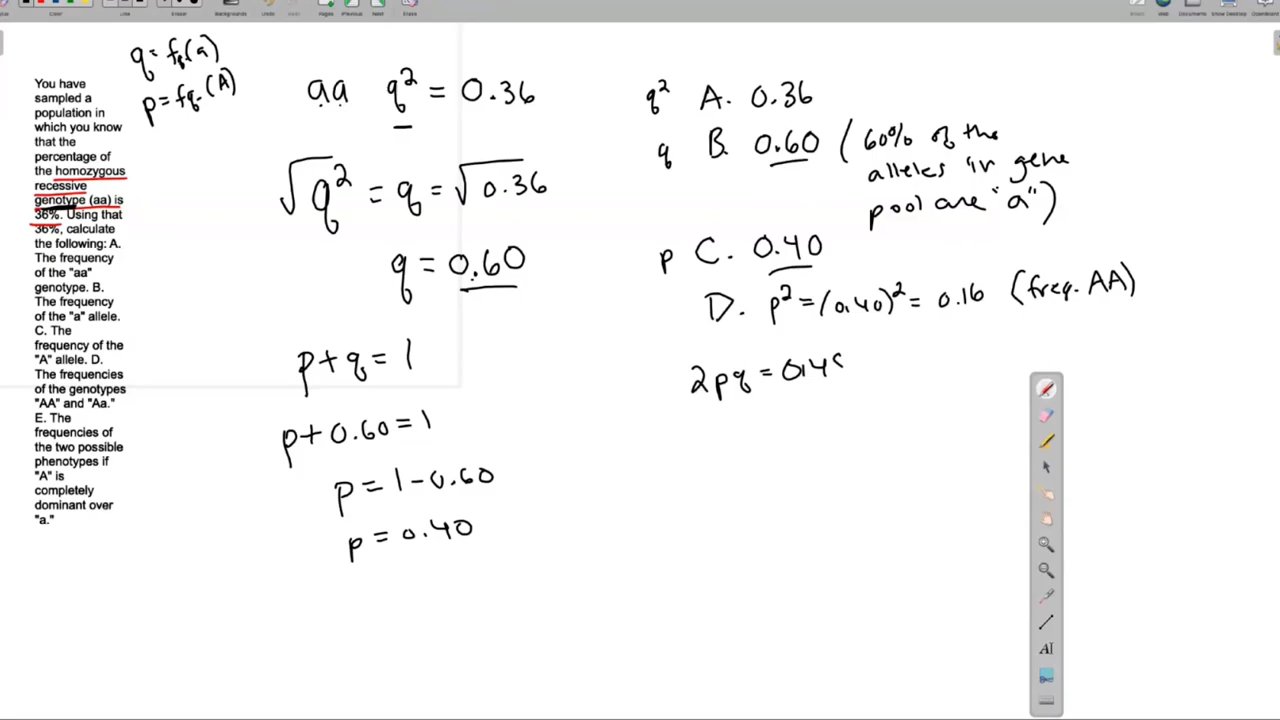 You have
sampled a
population in
which you know
that the
percentage of
the homozygous
recessive
genotype (aa) is
36%. Using that
36%, calculate
the following: A.
The frequency
of the "aa"
genotype. B.
The frequency
of the "a" allele.
C. The
frequency of the
"A" allele. D.
The frequencies
of the genotypes
"AA" and "Aa."
E. The
frequencies of
the two possible
phenotypes if
"A" is
completely
dominant over
"a."
q = fq(a)
p = fq.(A)
aa q² = 0.36
√q² = q = √0.36
q = 0.60
p + q = 1
p + 0.60 = 1
p = 1 - 0.60
p = 0.40
q² A. 0.36
q B. 0.60 (60% of the
alleles in gene
pool are "a")
p C. 0.40
D. p² = (0.40)² = 0.16 (freq. AA)
2pq = 0.4
AI